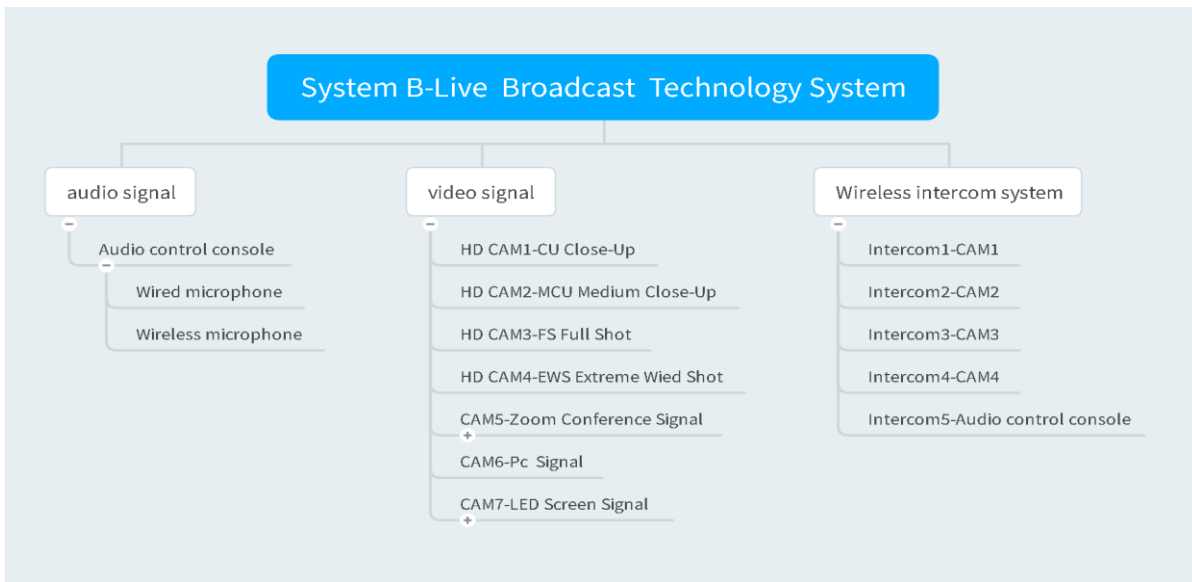 System B-Live Broadcast Technology System
audio signal
Audio control console
Wired microphone
Wireless microphone
video signal
HD CAM1-CU Close-Up
HD CAM2-MCU Medium Close-Up
HD CAM3-FS Full Shot
HD CAM4-EWS Extreme Wied Shot
CAM5-Zoom Conference Signal
CAM6-Pc Signal
CAM7-LED Screen Signal
Wireless intercom system
Intercom1-CAM1
Intercom2-CAM2
Intercom3-CAM3
Intercom4-CAM4
Intercom5-Audio control console